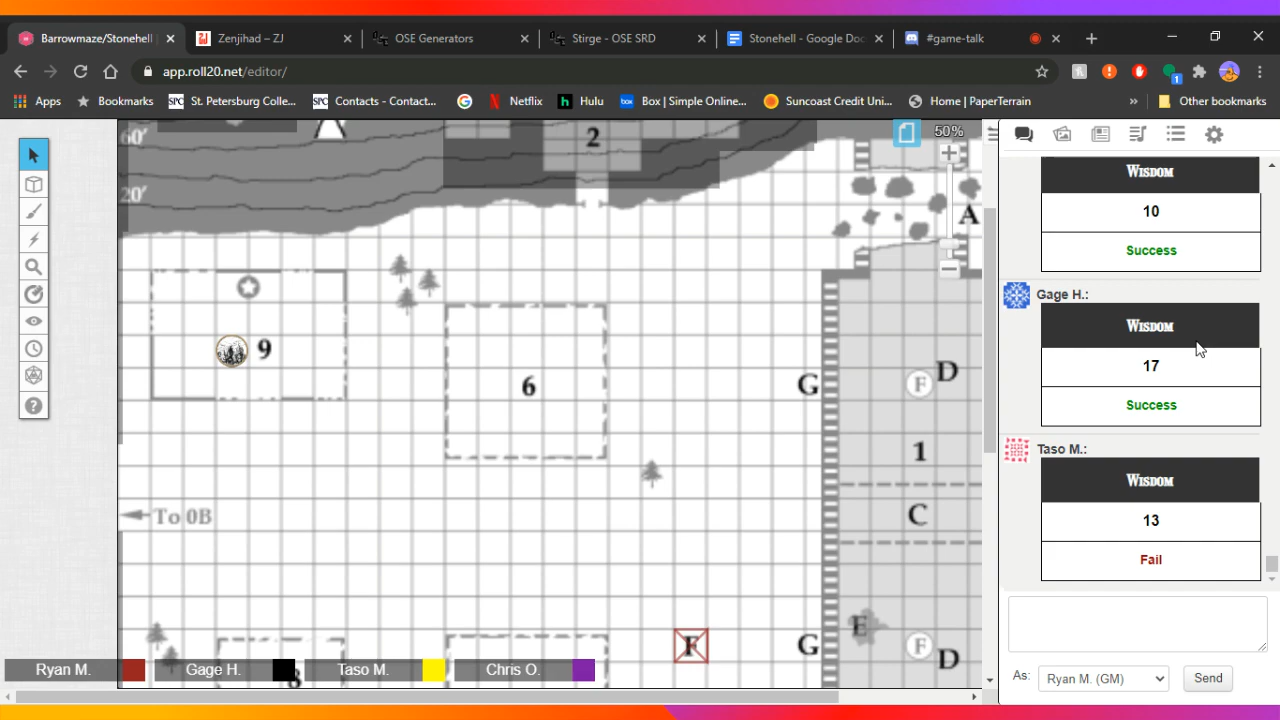 Barrowmaze/Stonehell
Zenjihad – ZJ
OSE Generators
Stirge - OSE SRD
Stonehell - Google Doc
#game-talk
app.roll20.net/editor/
Apps
Bookmarks
SPC St. Petersburg Colle...
SPC Contacts - Contact...
Netflix
Hulu
Box | Simple Online...
Suncoast Credit Uni...
Home | PaperTerrain
»
Other bookmarks
60'
2
50%
20'
A
9
6
G
F
D
1
C
To 0B
F
G
E
F
D
8
Ryan M.
Gage H.
Taso M.
Chris O.
Wisdom
10
Success
Gage H.:
Wisdom
17
Success
Taso M.:
Wisdom
13
Fail
As:
Ryan M. (GM)
Send